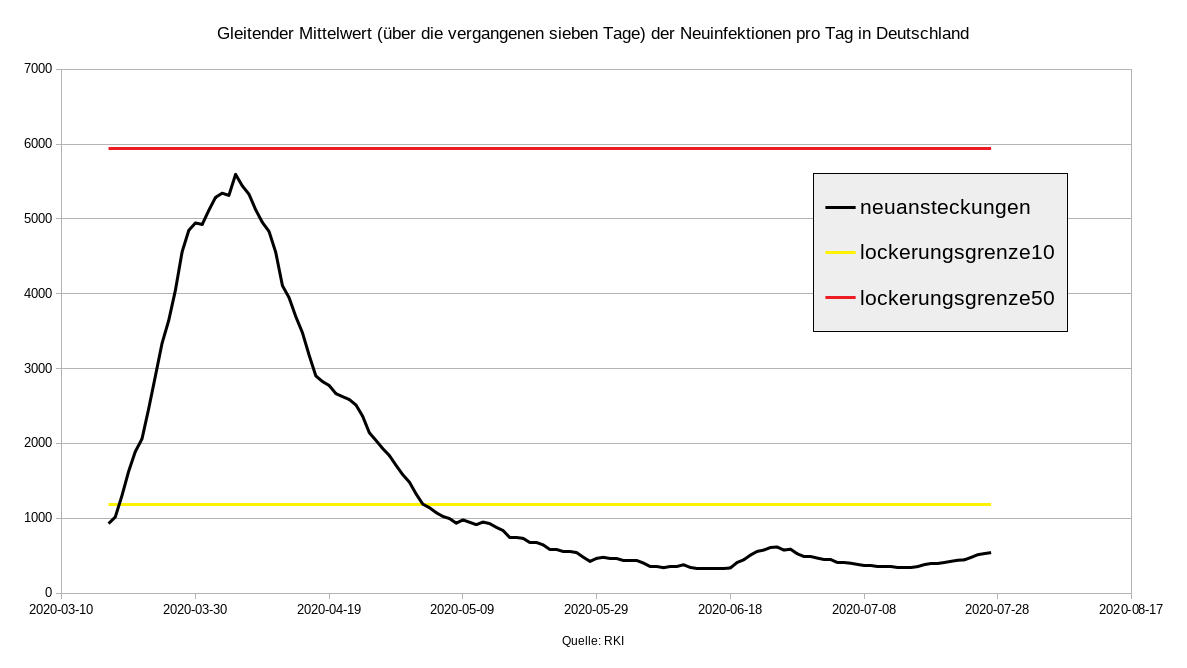 Gleitender Mittelwert (über die vergangenen sieben Tage) der Neuinfektionen pro Tag in Deutschland
7000
6000
5000
4000
3000
2000
1000
0
neuansteckungen
lockerungsgrenze10
lockerungsgrenze50
2020-03-10 2020-03-30 2020-04-19 2020-05-09 2020-05-29 2020-06-18 2020-07-08 2020-07-28 2020-08-17
Quelle: RKI